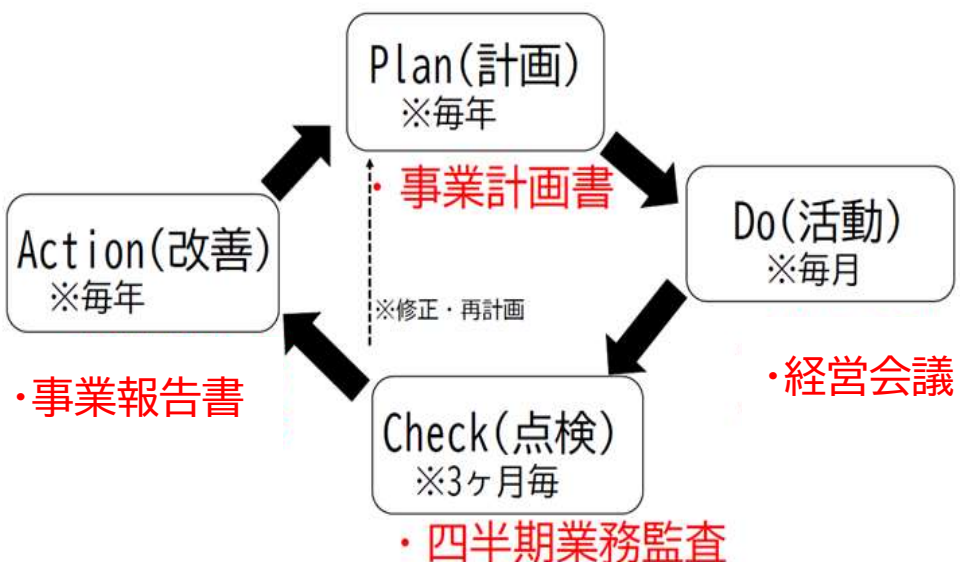 Plan(計画)
※毎年
・事業計画書
Do(活動)
※毎月
・経営会議
Check(点検)
※3ヶ月毎
・四半期業務監査
Action(改善)
※毎年
・事業報告書
※修正・再計画